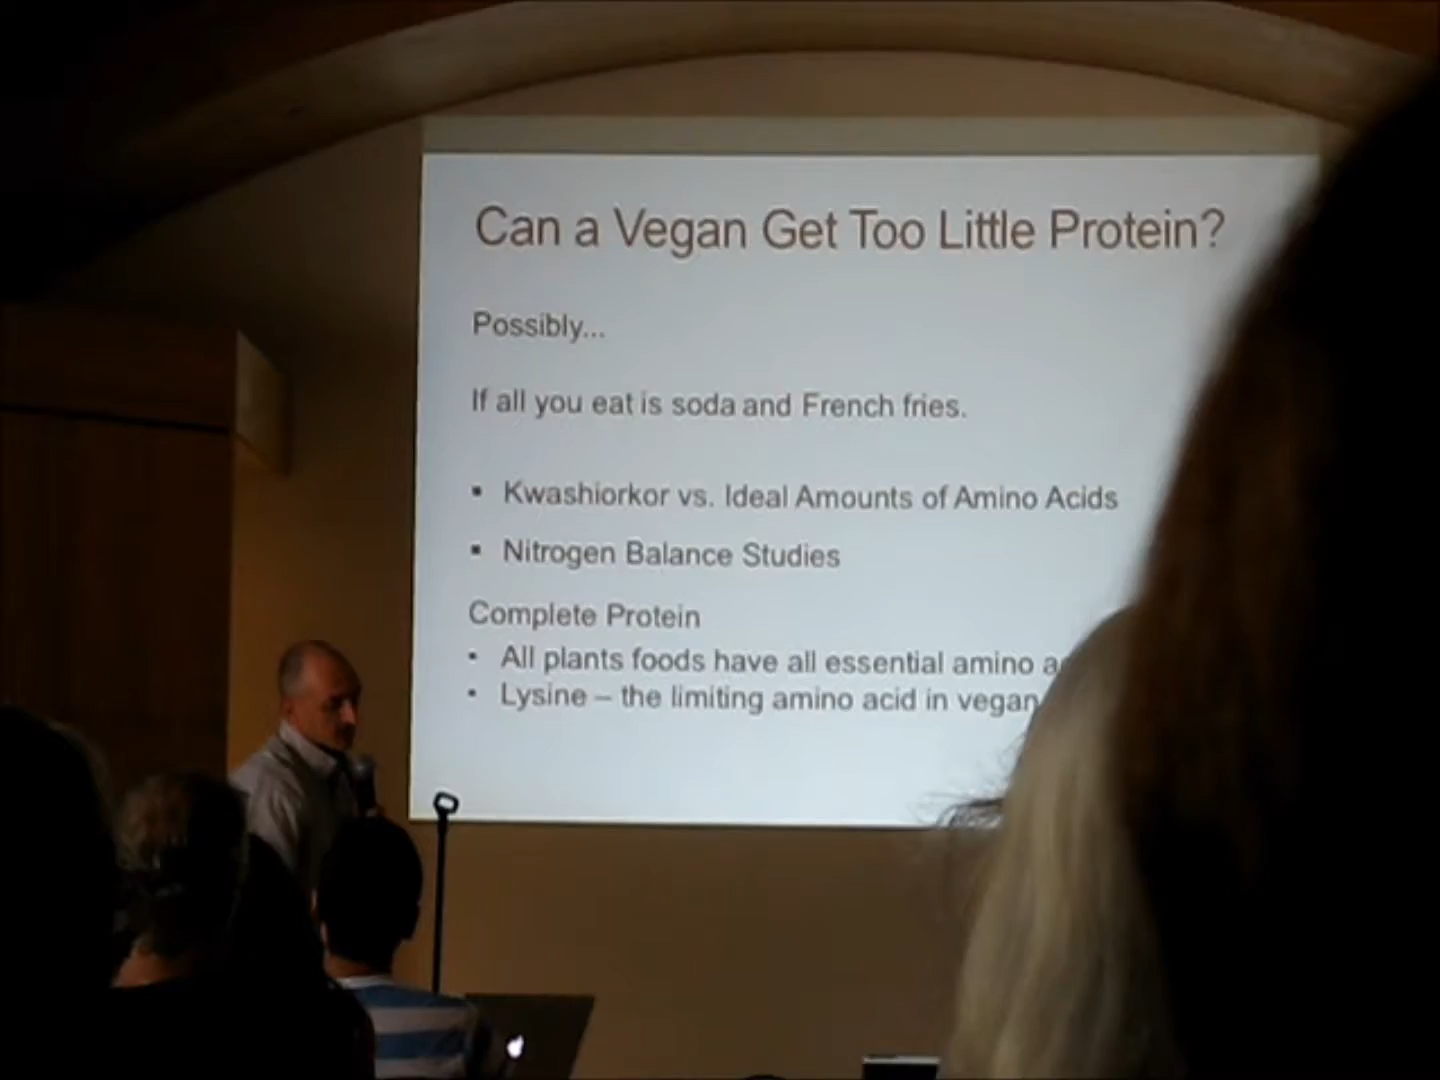 Can a Vegan Get Too Little Protein?
Possibly...
If all you eat is soda and French fries.
▪ Kwashiorkor vs. Ideal Amounts of Amino Acids
▪ Nitrogen Balance Studies
Complete Protein
• All plants foods have all essential amino
• Lysine – the limiting amino acid in vegan